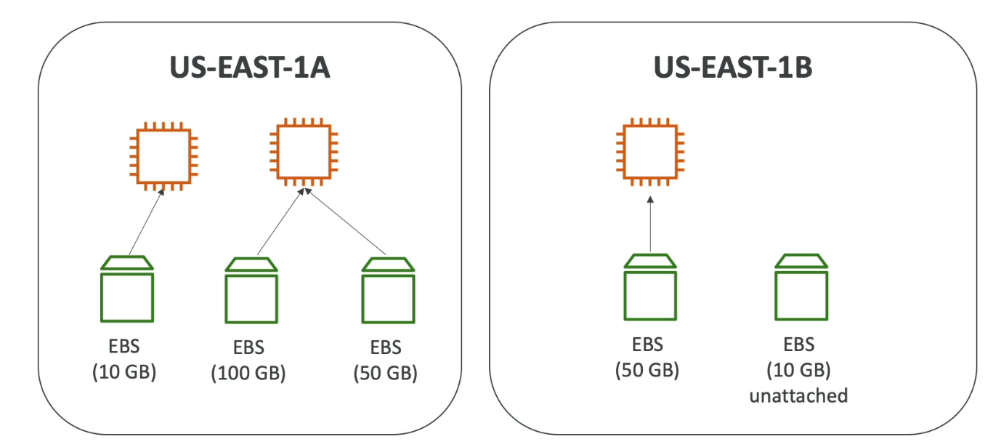 US-EAST-1A
EBS
(10 GB)
EBS
(100 GB)
EBS
(50 GB)
US-EAST-1B
EBS
(50 GB)
EBS
(10 GB)
unattached